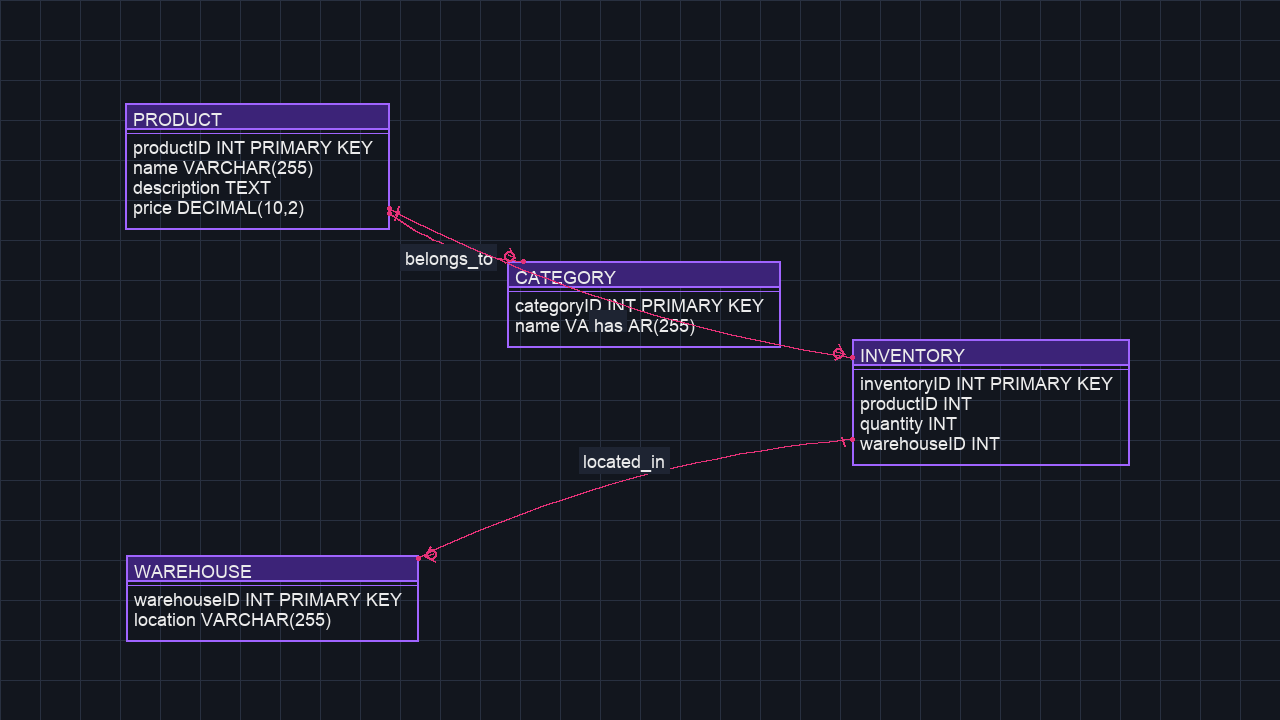 PRODUCT
productID INT PRIMARY KEY
name VARCHAR(255)
description TEXT
price DECIMAL(10,2)
belongs_to
CATEGORY
categoryID INT PRIMARY KEY
name VA has AR(255)
INVENTORY
inventoryID INT PRIMARY KEY
productID INT
quantity INT
warehouseID INT
located_in
WAREHOUSE
warehouseID INT PRIMARY KEY
location VARCHAR(255)